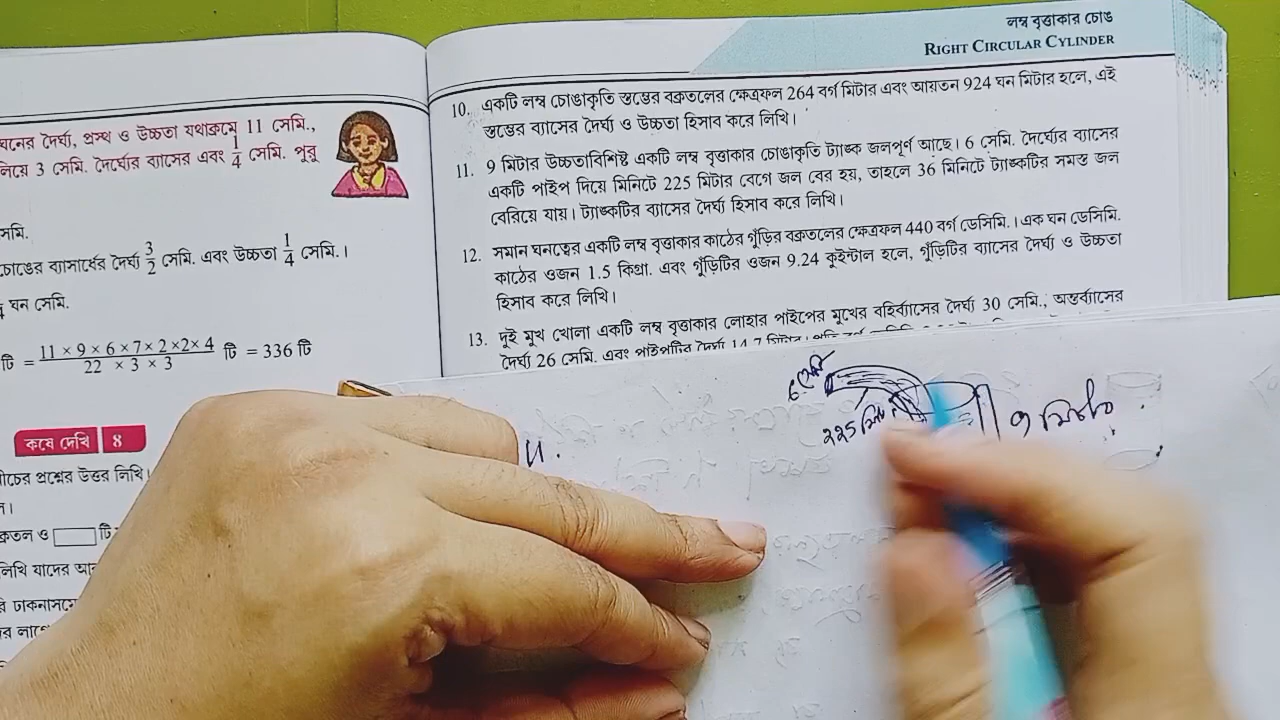 লম্ব বৃত্তাকার চোঙ
RIGHT CIRCULAR CYLINDER
ঘনের দৈর্ঘ্য, প্রস্থ ও উচ্চতা যথাক্রমে 11 সেমি.,
নিয়ে 3 সেমি. দৈর্ঘ্যের ব্যাসের এবং 1/4 সেমি. পুরু
সেমি.
চোঙের ব্যাসার্ধের দৈর্ঘ্য 3/2 সেমি. এবং উচ্চতা 1/4 সেমি.।
ঘন সেমি.
টি = 11 × 9 × 6 × 7 × 2 × 2 × 4 / 22 × 3 × 3 টি = 336 টি
কষে দেখি 8
নীচের প্রশ্নের উত্তর লিখি।
ও টি
লিখি যাদের
10. একটি লম্ব চোঙাকৃতি স্তম্ভের বক্রতলের ক্ষেত্রফল 264 বর্গ মিটার এবং আয়তন 924 ঘন মিটার হলে, এই
স্তম্ভের ব্যাসের দৈর্ঘ্য ও উচ্চতা হিসাব করে লিখি।
11. 9 মিটার উচ্চতাবিশিষ্ট একটি লম্ব বৃত্তাকার চোঙাকৃতি ট্যাঙ্ক জলপূর্ণ আছে। 6 সেমি. দৈর্ঘ্যের ব্যাসের
একটি পাইপ দিয়ে মিনিটে 225 মিটার বেগে জল বের হয়, তাহলে 36 মিনিটে ট্যাঙ্কটির সমস্ত জল
বেরিয়ে যায়। ট্যাঙ্কটির ব্যাসের দৈর্ঘ্য হিসাব করে লিখি।
12. সমান ঘনত্বের একটি লম্ব বৃত্তাকার কাঠের গুঁড়ির বক্রতলের ক্ষেত্রফল 440 বর্গ ডেসিমি.। এক ঘন ডেসিমি.
কাঠের ওজন 1.5 কিগ্রা. এবং গুঁড়িটির ওজন 9.24 কুইন্টাল হলে, গুঁড়িটির ব্যাসের দৈর্ঘ্য ও উচ্চতা
হিসাব করে লিখি।
13. দুই মুখ খোলা একটি লম্ব বৃত্তাকার লোহার পাইপের মুখের বহির্ব্যাসের দৈর্ঘ্য 30 সেমি., অন্তর্ব্যাসের
দৈর্ঘ্য 26 সেমি. এবং পাইপটির দৈর্ঘ্য 14.7 মিটার।
6 সেমি
225 মিটার
9 মিটার
11.